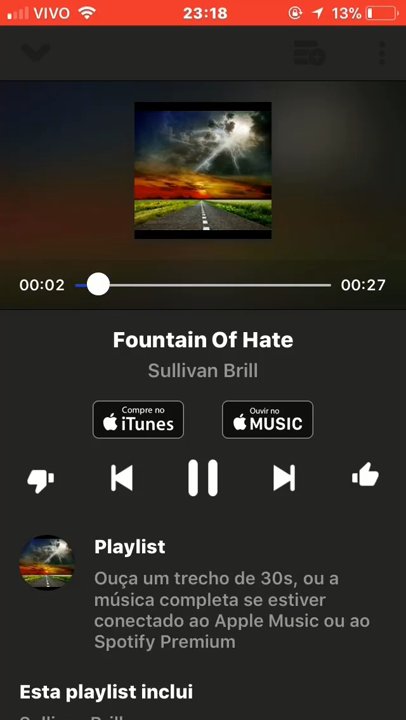 VIVO 23:18 13%
00:02 00:27
Fountain Of Hate
Sullivan Brill
Compre no
iTunes
Ouvir no
MUSIC
Playlist
Ouça um trecho de 30s, ou a
música completa se estiver
conectado ao Apple Music ou ao
Spotify Premium
Esta playlist inclui
Sullivan Brill